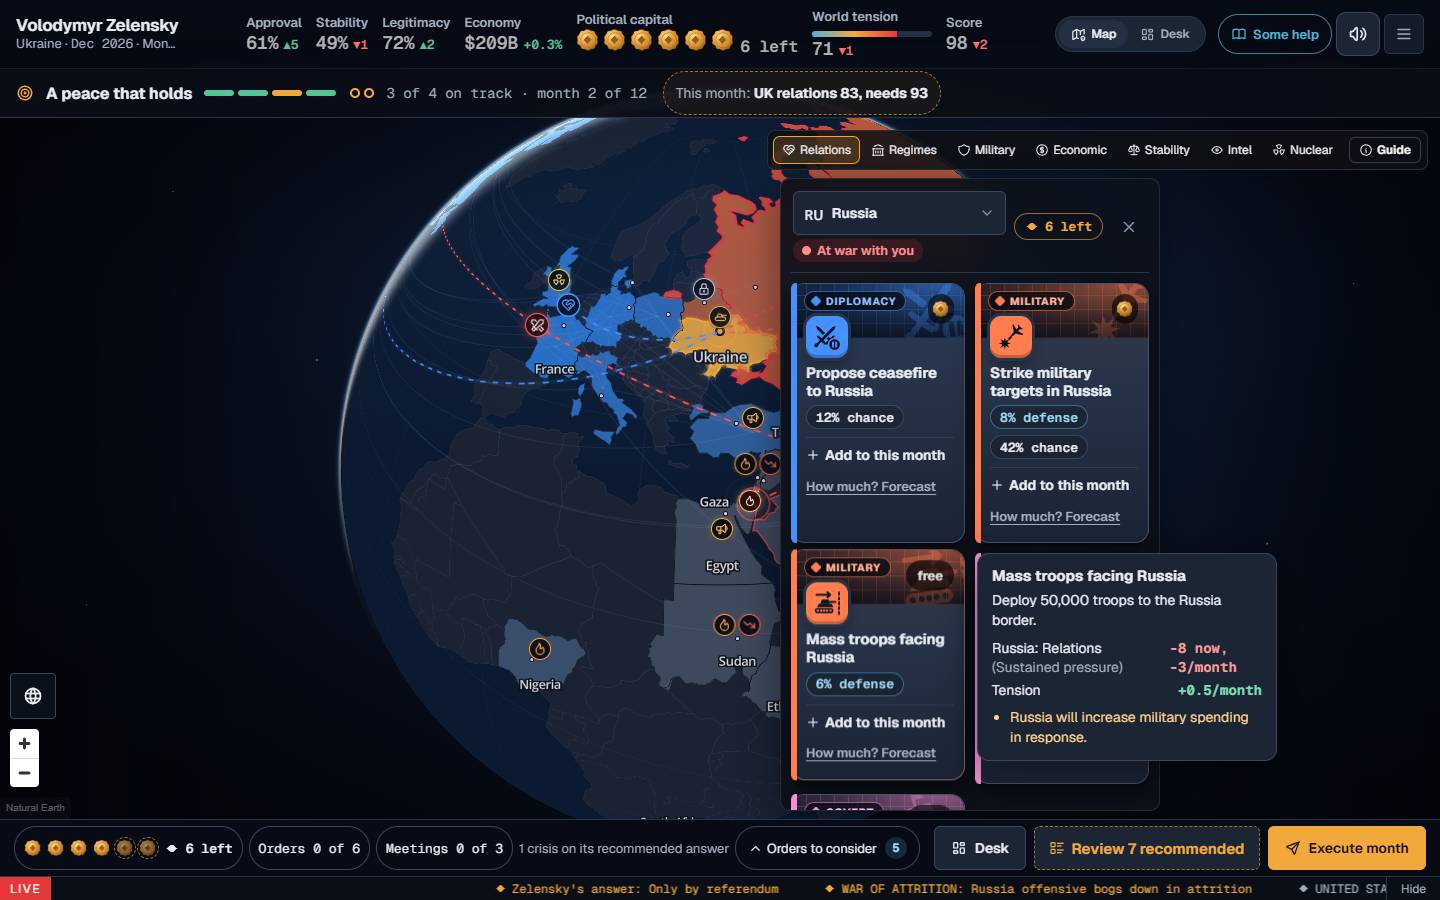 Volodymyr Zelensky
Ukraine · Dec 2026 · Mon…
Approval
61% ▲5
Stability
49% ▼1
Legitimacy
72% ▲2
Economy
$209B +0.3%
Political capital
6 left
World tension
71 ▼1
Score
98 ▼2
Map
Desk
Some help
A peace that holds
3 of 4 on track · month 2 of 12
This month: UK relations 83, needs 93
Relations
Regimes
Military
Economic
Stability
Intel
Nuclear
Guide
RU Russia
6 left
At war with you
DIPLOMACY
Propose ceasefire
to Russia
12% chance
+ Add to this month
How much? Forecast
MILITARY
Strike military
targets in Russia
8% defense
42% chance
+ Add to this month
How much? Forecast
MILITARY
free
Mass troops facing
Russia
6% defense
+ Add to this month
How much? Forecast
Mass troops facing Russia
Deploy 50,000 troops to the Russia
border.
Russia: Relations -8 now,
(Sustained pressure) -3/month
Tension +0.5/month
• Russia will increase military spending
in response.
COVERT
Ukraine
France
T
Gaza
Egypt
Sudan
Nigeria
Et
+
−
Natural Earth
6 left
Orders 0 of 6
Meetings 0 of 3
1 crisis on its recommended answer
Orders to consider 5
Desk
Review 7 recommended
Execute month
LIVE
◆ Zelensky's answer: Only by referendum
◆ WAR OF ATTRITION: Russia offensive bogs down in attrition
◆ UNITED STA
Hide